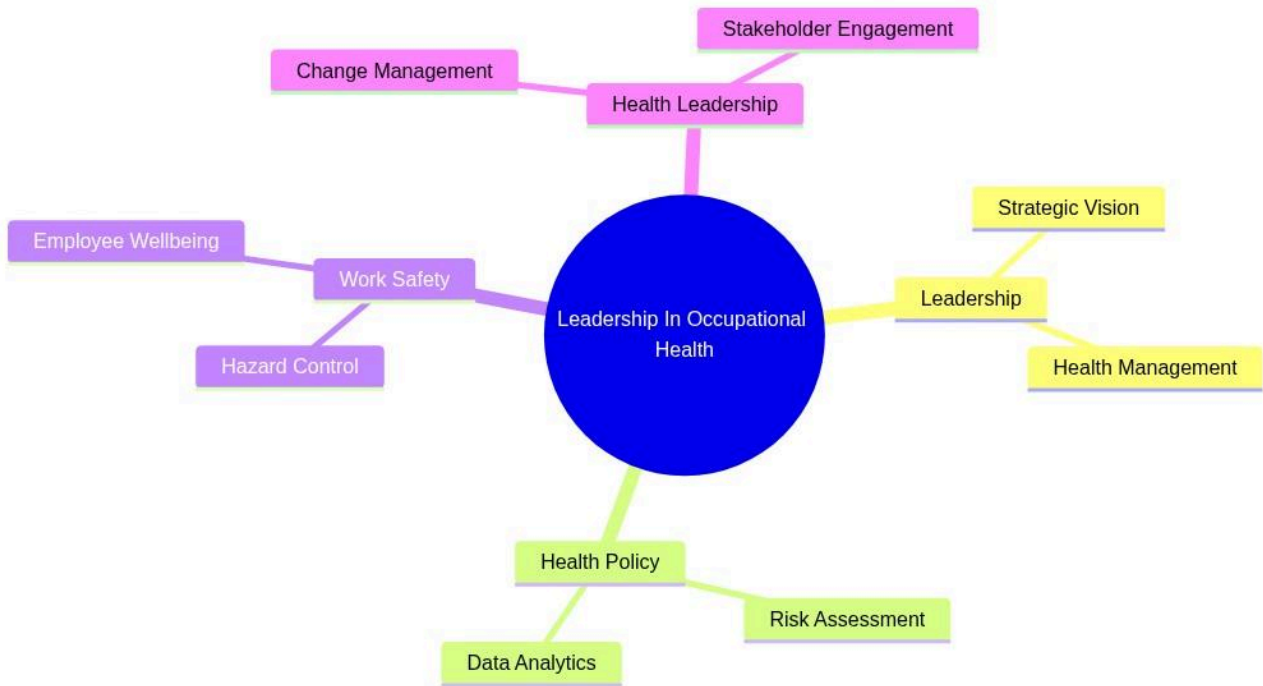 Stakeholder Engagement
Change Management
Health Leadership
Strategic Vision
Employee Wellbeing
Work Safety
Leadership
Leadership In Occupational
Health
Hazard Control
Health Management
Health Policy
Risk Assessment
Data Analytics